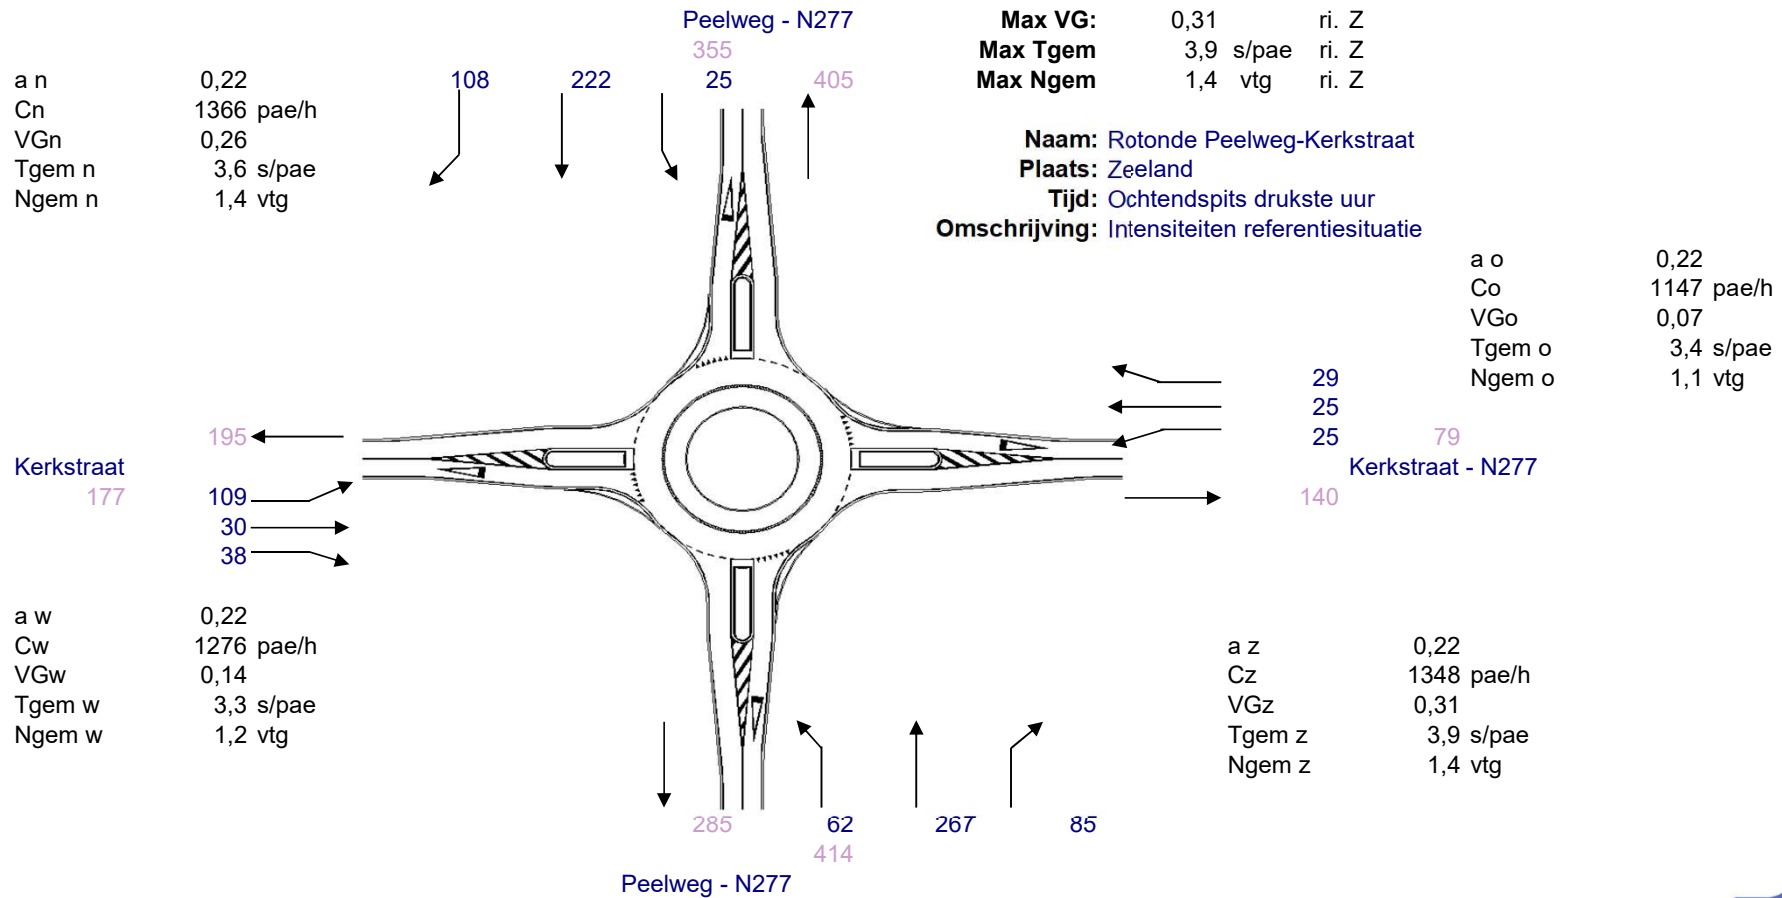 Peelweg - N277
355
108 222 25 405
a n 0,22
Cn 1366 pae/h
VGn 0,26
Tgem n 3,6 s/pae
Ngem n 1,4 vtg
Max VG: 0,31 ri. Z
Max Tgem 3,9 s/pae ri. Z
Max Ngem 1,4 vtg ri. Z
Naam: Rotonde Peelweg-Kerkstraat
Plaats: Zeeland
Tijd: Ochtendspits drukste uur
Omschrijving: Intensiteiten referentiesituatie
a o 0,22
Co 1147 pae/h
VGo 0,07
Tgem o 3,4 s/pae
Ngem o 1,1 vtg
29
25
25 79
Kerkstraat - N277
140
195
Kerkstraat
177 109
30
38
a w 0,22
Cw 1276 pae/h
VGw 0,14
Tgem w 3,3 s/pae
Ngem w 1,2 vtg
a z 0,22
Cz 1348 pae/h
VGz 0,31
Tgem z 3,9 s/pae
Ngem z 1,4 vtg
285 62 267 85
414
Peelweg - N277